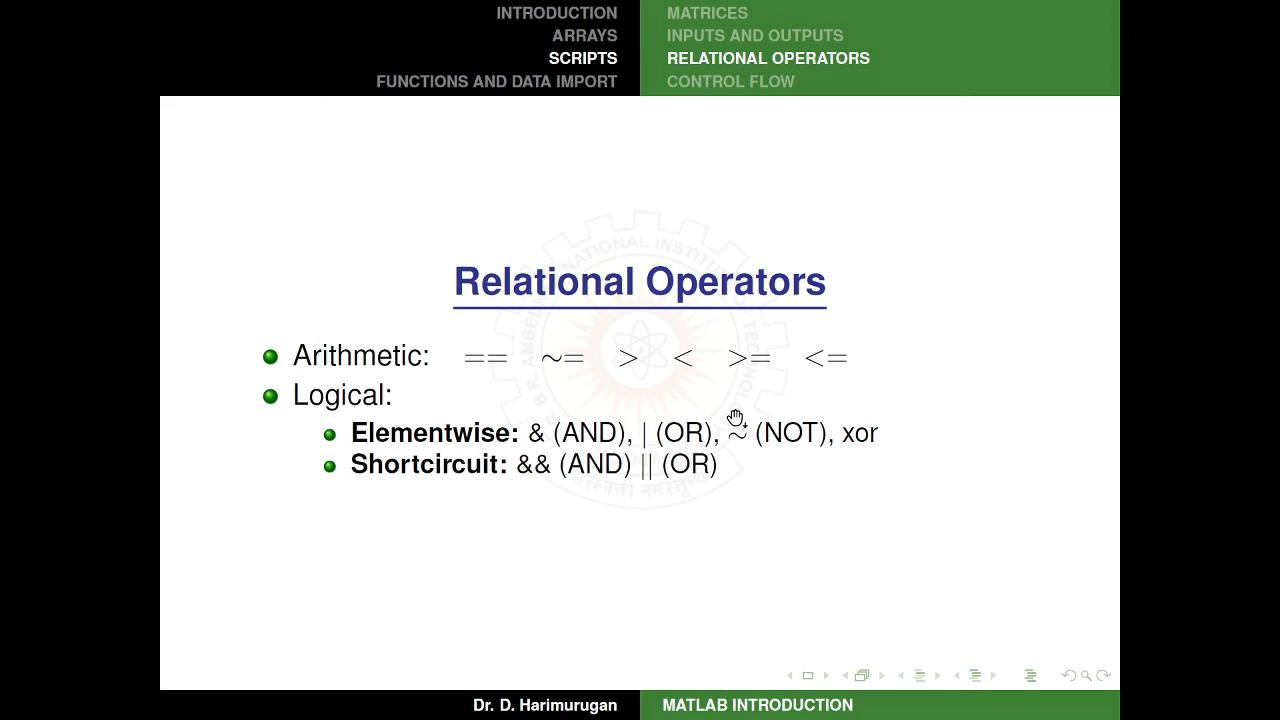 INTRODUCTION
ARRAYS
SCRIPTS
FUNCTIONS AND DATA IMPORT
MATRICES
INPUTS AND OUTPUTS
RELATIONAL OPERATORS
CONTROL FLOW
Relational Operators
Arithmetic: == ~= > < >= <=
Logical:
Elementwise: & (AND), | (OR), ~ (NOT), xor
Shortcircuit: && (AND) || (OR)
Dr. D. Harimurugan
MATLAB INTRODUCTION